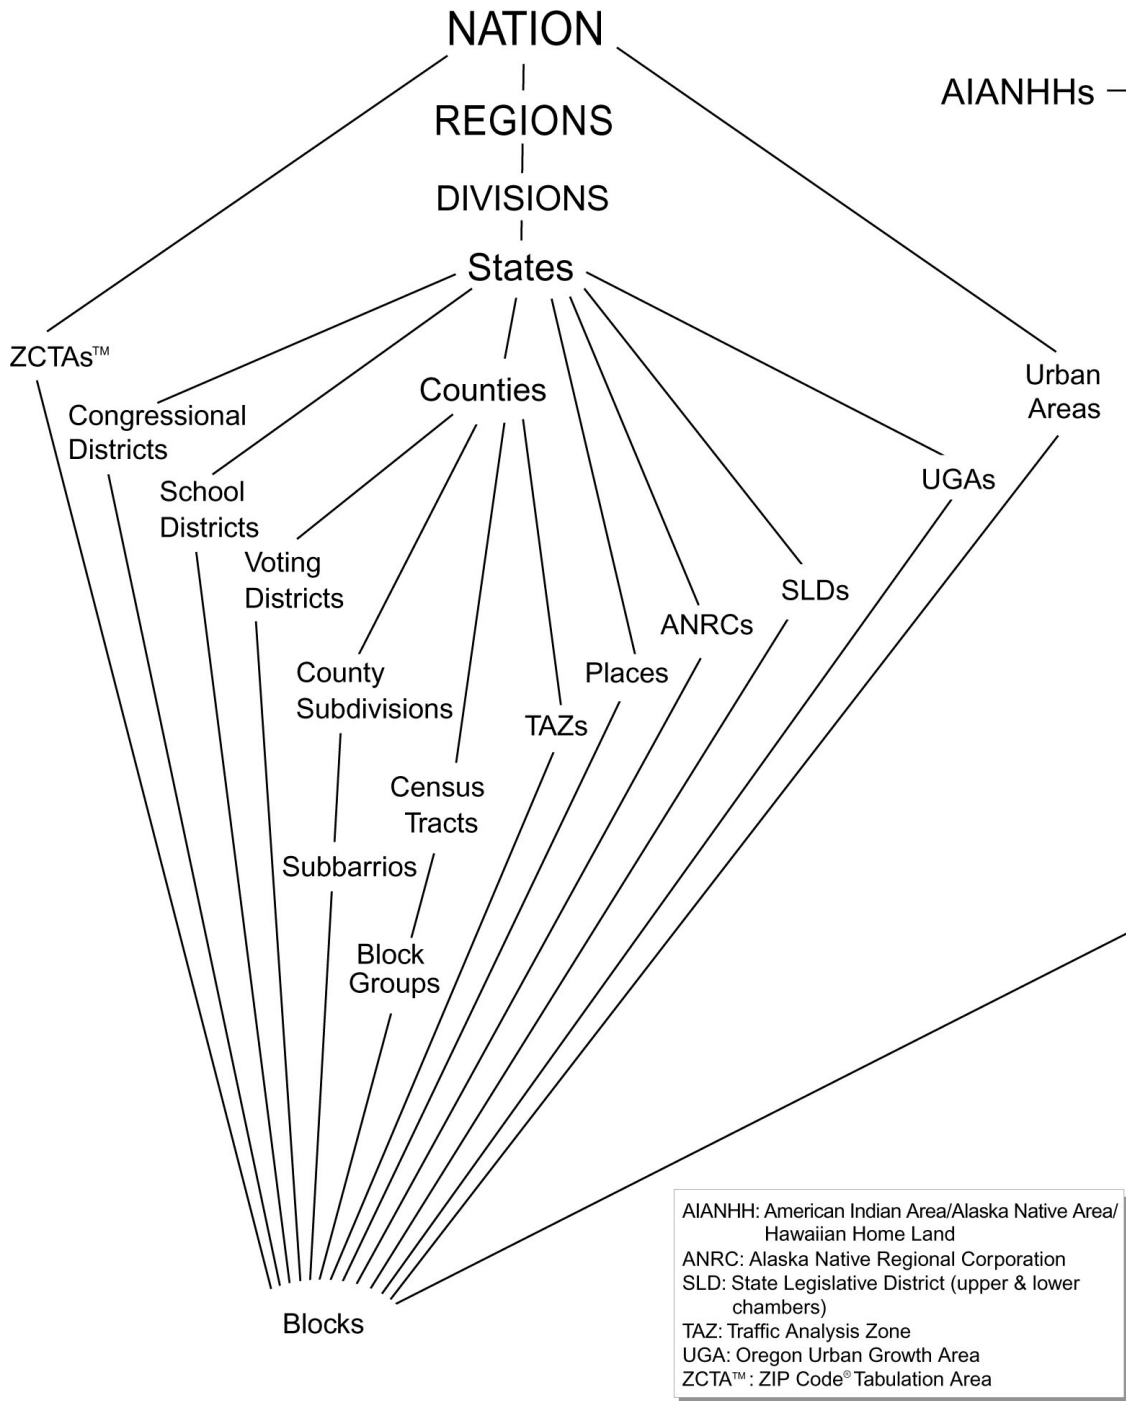 NATION
AIANHHs
REGIONS
DIVISIONS
States
ZCTAs™
Counties
Urban
Areas
Congressional
Districts
School
Districts
UGAs
Voting
Districts
SLDs
ANRCs
County
Subdivisions
Places
TAZs
Census
Tracts
Subbarrios
Block
Groups
Blocks
AIANHH: American Indian Area/Alaska Native Area/
Hawaiian Home Land
ANRC: Alaska Native Regional Corporation
SLD: State Legislative District (upper & lower
chambers)
TAZ: Traffic Analysis Zone
UGA: Oregon Urban Growth Area
ZCTA™: ZIP Code® Tabulation Area